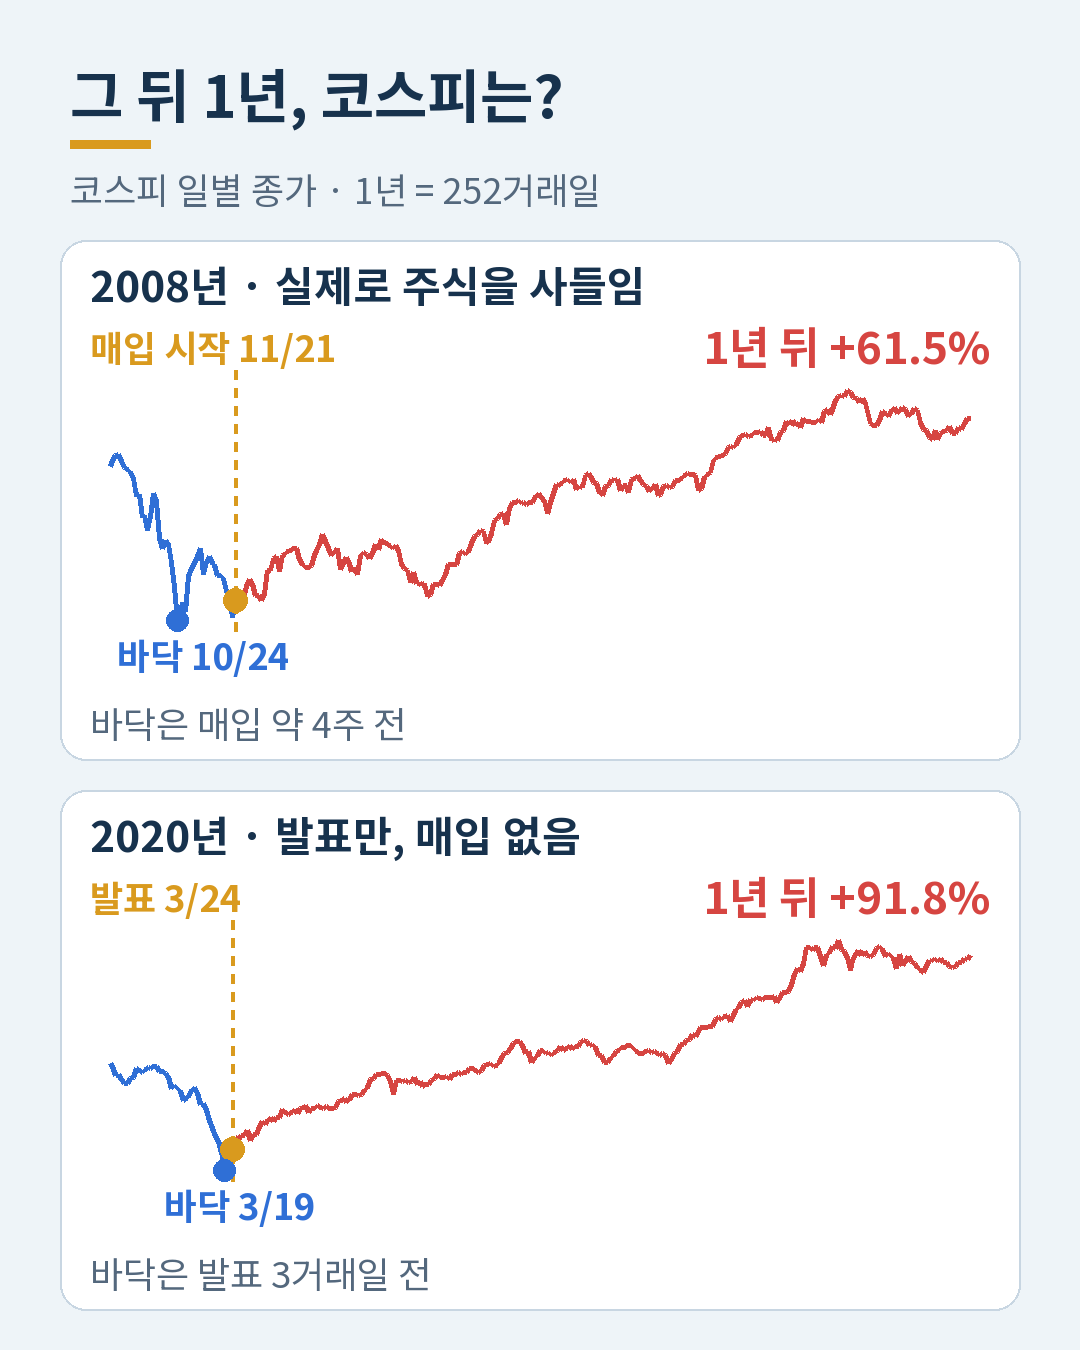 그 뒤 1년, 코스피는?
코스피 일별 종가 · 1년 = 252거래일
2008년 · 실제로 주식을 사들임
매입 시작 11/21
1년 뒤 +61.5%
바닥 10/24
바닥은 매입 약 4주 전
2020년 · 발표만, 매입 없음
발표 3/24
1년 뒤 +91.8%
바닥 3/19
바닥은 발표 3거래일 전